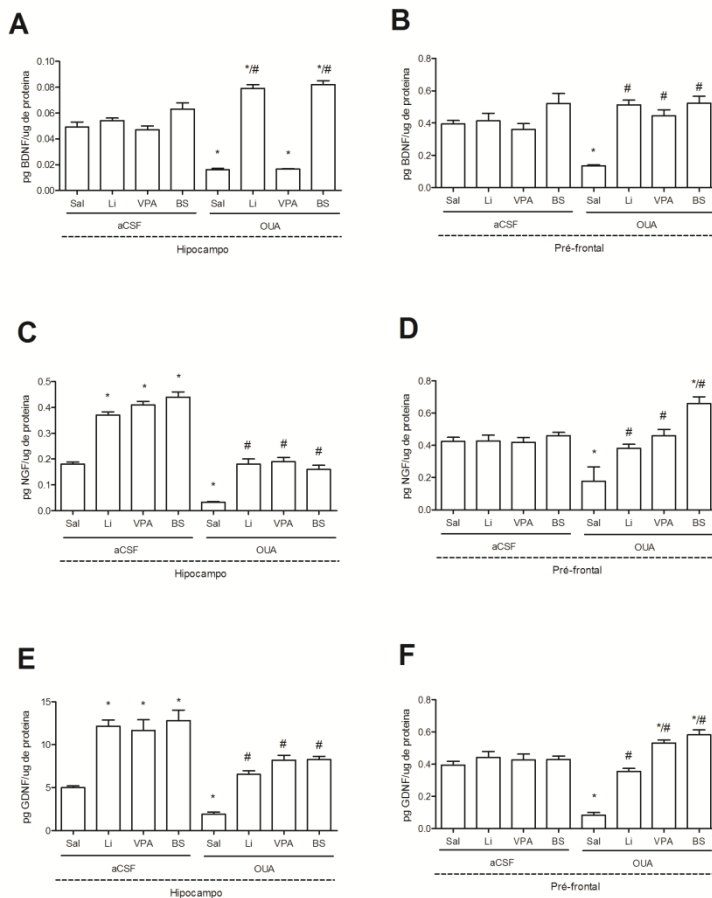 A
pg BDNF/ug de proteina
0.10
0.08
0.06
0.04
0.02
0.00
* */# * */#
Sal Li VPA BS Sal Li VPA BS
aCSF OUA
Hipocampo
B
pg BDNF/ug de proteina
0.8
0.6
0.4
0.2
0.0
* # # #
Sal Li VPA BS Sal Li VPA BS
aCSF OUA
Pré-frontal
C
pg NGF/ug de proteina
0.5
0.4
0.3
0.2
0.1
0.0
* * * * # # #
Sal Li VPA BS Sal Li VPA BS
aCSF OUA
Hipocampo
D
pg NGF/ug de proteina
0.8
0.6
0.4
0.2
0.0
* # # */#
Sal Li VPA BS Sal Li VPA BS
aCSF OUA
Pré-frontal
E
pg GDNF/ug de proteina
15
10
5
0
* * * * # # #
Sal Li VPA BS Sal Li VPA BS
aCSF OUA
Hipocampo
F
pg GDNF/ug de proteina
0.8
0.6
0.4
0.2
0.0
* # */# */#
Sal Li VPA BS Sal Li VPA BS
aCSF OUA
Pré-frontal